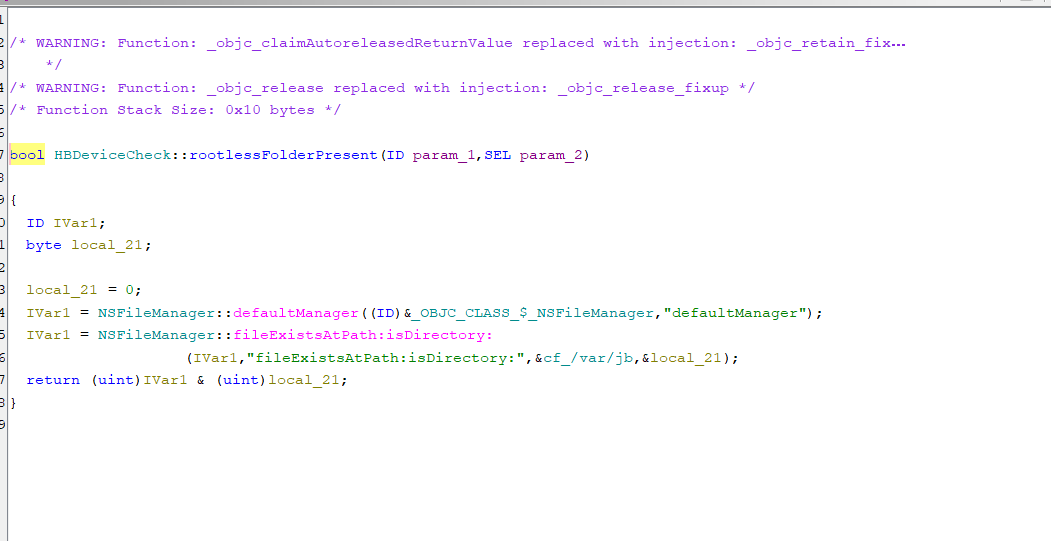 1
2 /* WARNING: Function: _objc_claimAutoreleasedReturnValue replaced with injection: _objc_retain_fix...
3 */
4 /* WARNING: Function: _objc_release replaced with injection: _objc_release_fixup */
5 /* Function Stack Size: 0x10 bytes */
6
7 bool HBDeviceCheck::rootlessFolderPresent(ID param_1,SEL param_2)
8
9 {
0 ID IVar1;
1 byte local_21;
2
3 local_21 = 0;
4 IVar1 = NSFileManager::defaultManager((ID)&_OBJC_CLASS_$_NSFileManager,"defaultManager");
5 IVar1 = NSFileManager::fileExistsAtPath:isDirectory:
6 (IVar1,"fileExistsAtPath:isDirectory:",&cf_/var/jb,&local_21);
7 return (uint)IVar1 & (uint)local_21;
8 }
9